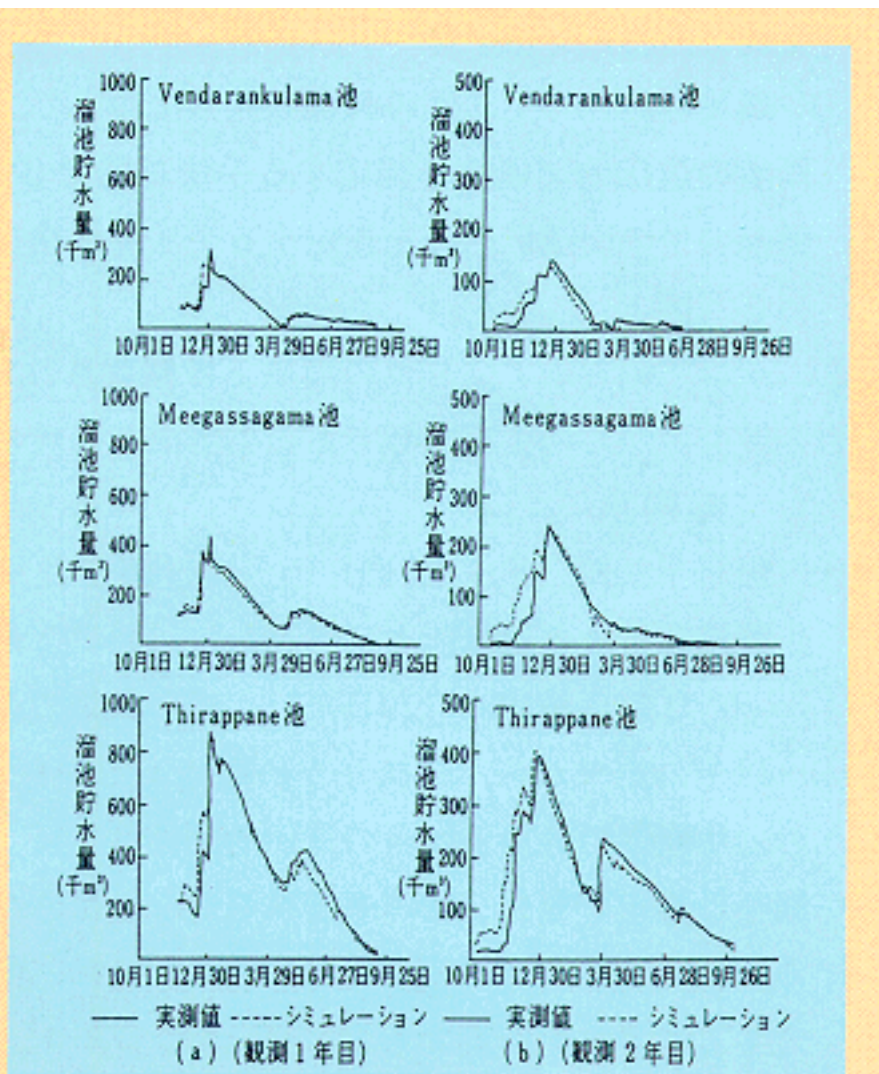 Vendarankulama池
溜池貯水量
(千m³)
1000
800
600
400
200
10月1日 12月30日 3月29日 6月27日 9月25日
Vendarankulama池
溜池貯水量
(千m³)
500
400
300
200
100
10月1日 12月30日 3月30日 6月28日 9月26日
Meegassagama池
溜池貯水量
(千m³)
1000
800
600
400
200
10月1日 12月30日 3月29日 6月27日 9月25日
Meegassagama池
溜池貯水量
(千m³)
500
400
300
200
100
10月1日 12月30日 3月30日 6月28日 9月26日
Thirappane池
溜池貯水量
(千m³)
1000
800
600
400
200
10月1日 12月30日 3月29日 6月27日 9月25日
Thirappane池
溜池貯水量
(千m³)
500
400
300
200
100
10月1日 12月30日 3月30日 6月28日 9月26日
実測値 シミュレーション
実測値 シミュレーション
(a) (観測1年目)
(b) (観測2年目)